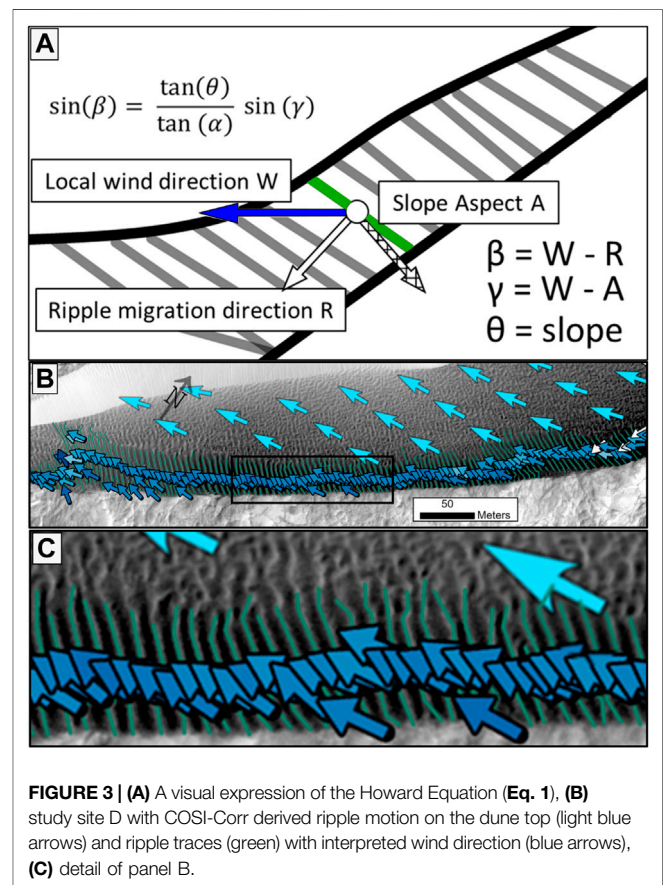 A
sin(β) = tan(θ) / tan (α) sin (γ)
Local wind direction W
Slope Aspect A
Ripple migration direction R
β = W - R
γ = W - A
θ = slope
B
N
50
Meters
C
FIGURE 3 | (A) A visual expression of the Howard Equation (Eq. 1), (B)
study site D with COSI-Corr derived ripple motion on the dune top (light blue
arrows) and ripple traces (green) with interpreted wind direction (blue arrows),
(C) detail of panel B.